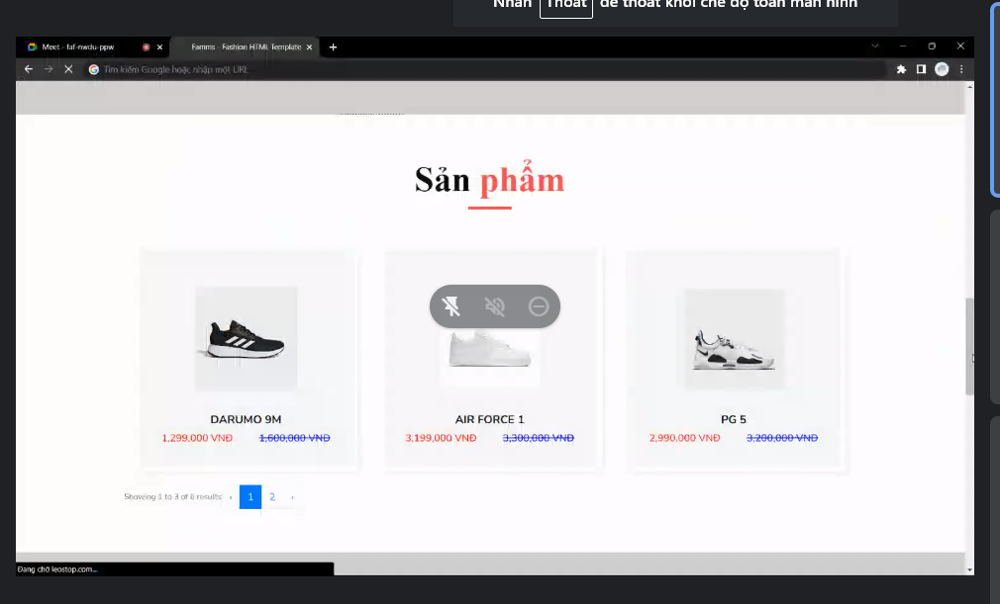 Nhấn Thoát để thoát khỏi chế độ toàn màn hình
Meet - faf-nwdu-ppw
Famms - Fashion HTML Template
Tìm kiếm Google hoặc nhập một URL
Sản phẩm
DARUMO 9M
1,299,000 VNĐ 1,600,000 VNĐ
AIR FORCE 1
3,199,000 VNĐ 3,300,000 VNĐ
PG 5
2,990,000 VNĐ 3,200,000 VNĐ
Showing 1 to 3 of 6 results ‹ 1 2 ›
Đang chờ leostop.com...